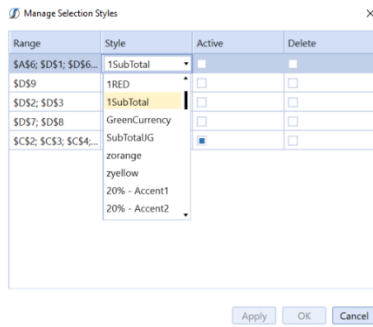 Manage Selection Styles
Range Style Active Delete
$A$6; $D$1; $D$6... 1SubTotal
$D$9
1RED
$D$2; $D$3
1SubTotal
$D$7; $D$8
GreenCurrency
$C$2; $C$3; $C$4;...
SubTotalJG
zorange
zyellow
20% - Accent1
20% - Accent2
Apply OK Cancel